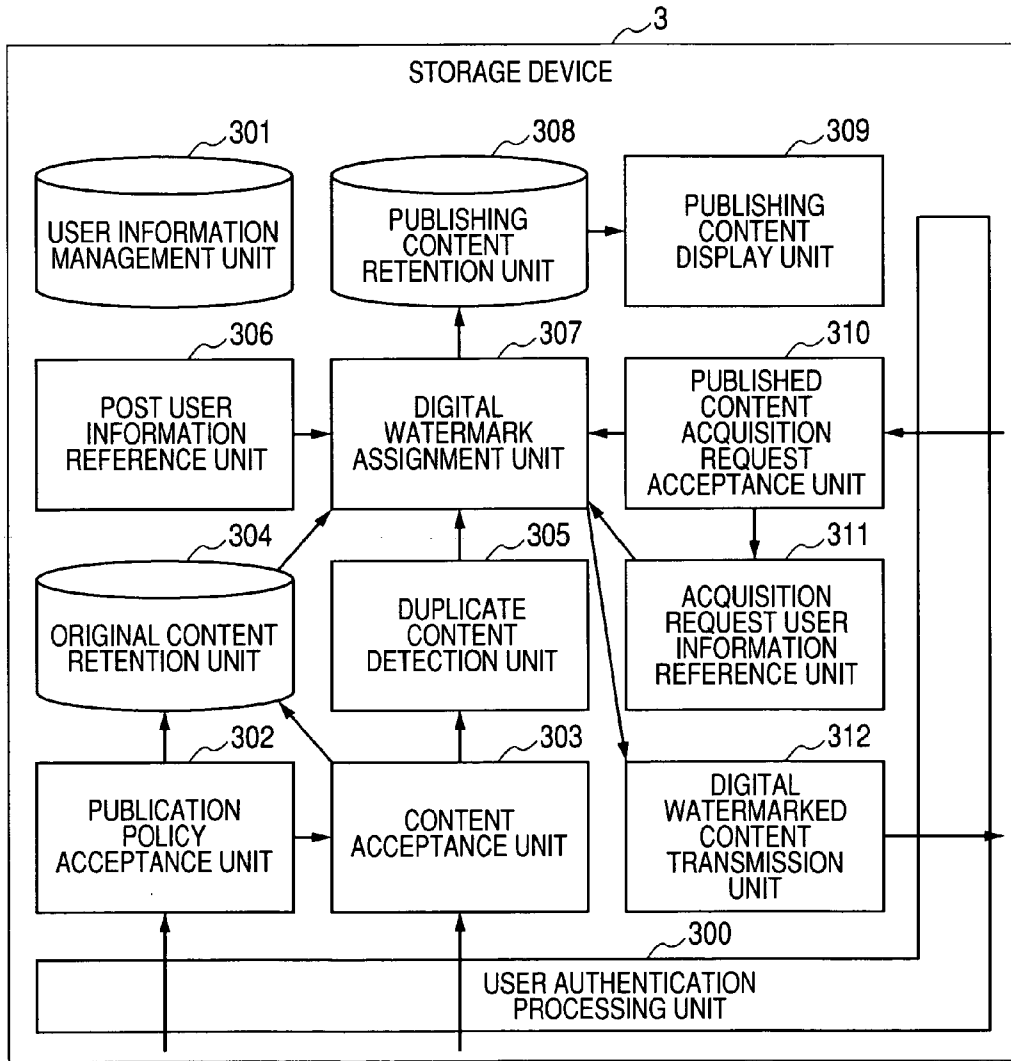 3
STORAGE DEVICE
301
308
309
USER INFORMATION
MANAGEMENT UNIT
PUBLISHING
CONTENT
RETENTION UNIT
PUBLISHING
CONTENT
DISPLAY UNIT
306
307
310
POST USER
INFORMATION
REFERENCE UNIT
DIGITAL
WATERMARK
ASSIGNMENT UNIT
PUBLISHED
CONTENT
ACQUISITION
REQUEST
ACCEPTANCE UNIT
304
305
311
ORIGINAL CONTENT
RETENTION UNIT
DUPLICATE
CONTENT
DETECTION UNIT
ACQUISITION
REQUEST USER
INFORMATION
REFERENCE UNIT
302
303
312
PUBLICATION
POLICY
ACCEPTANCE UNIT
CONTENT
ACCEPTANCE UNIT
DIGITAL
WATERMARKED
CONTENT
TRANSMISSION
UNIT
300
USER AUTHENTICATION
PROCESSING UNIT